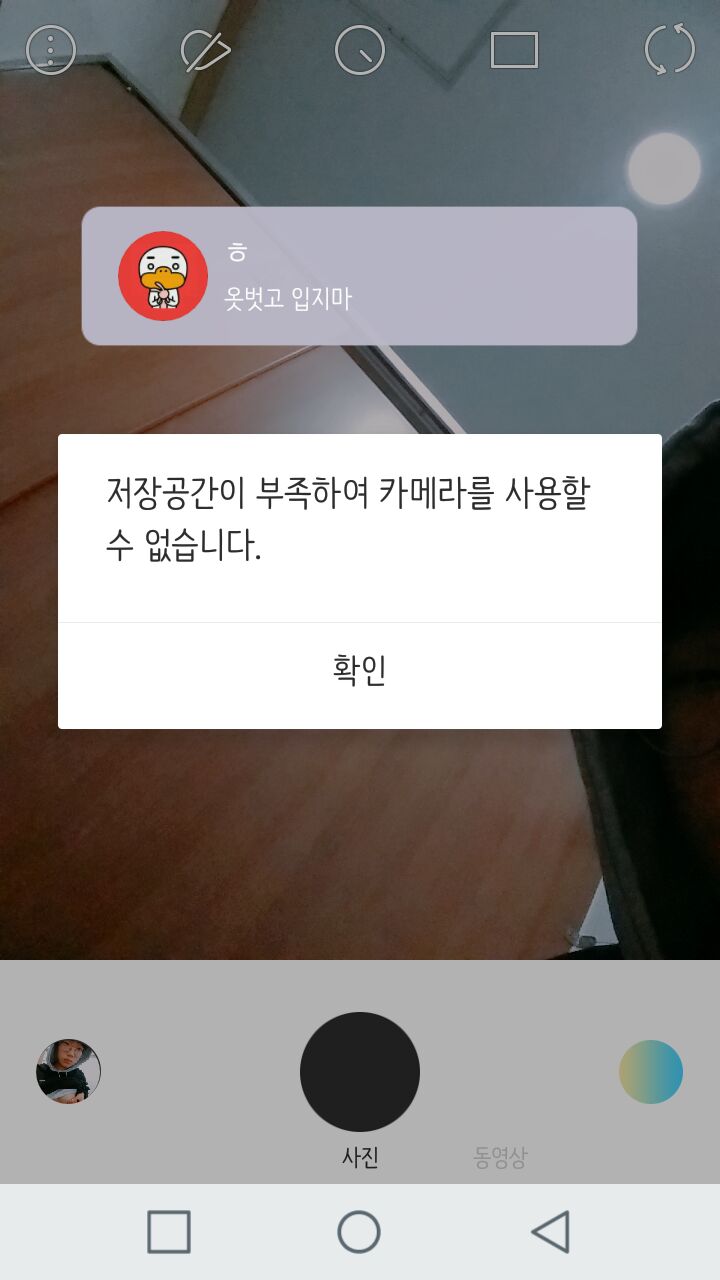 ㅎ
옷벗고 입지마
저장공간이 부족하여 카메라를 사용할
수 없습니다.
확인
사진
동영상